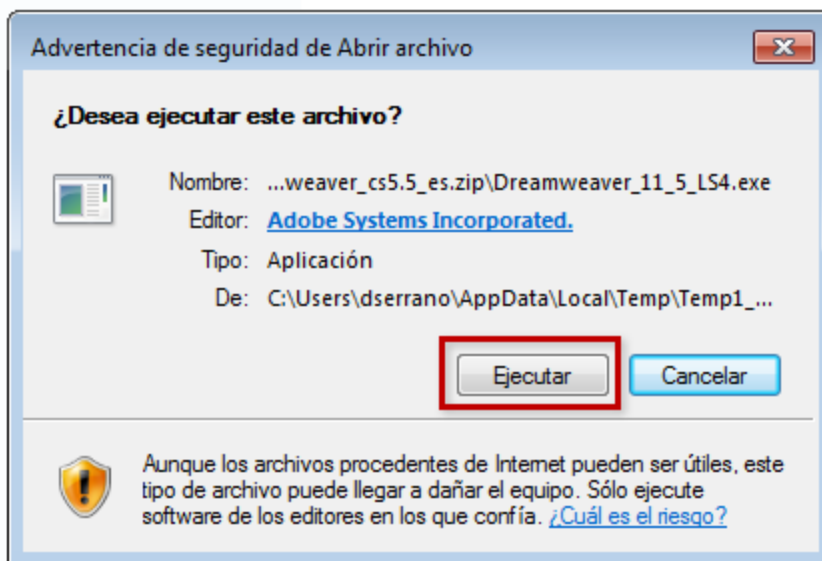 Advertencia de seguridad de Abrir archivo
¿Desea ejecutar este archivo?
Nombre: ...weaver_cs5.5_es.zip\Dreamweaver_11_5_LS4.exe
Editor: Adobe Systems Incorporated.
Tipo: Aplicación
De: C:\Users\dserrano\AppData\Local\Temp\Temp1_...
Ejecutar Cancelar
Aunque los archivos procedentes de Internet pueden ser útiles, este
tipo de archivo puede llegar a dañar el equipo. Sólo ejecute
software de los editores en los que confía. ¿Cuál es el riesgo?